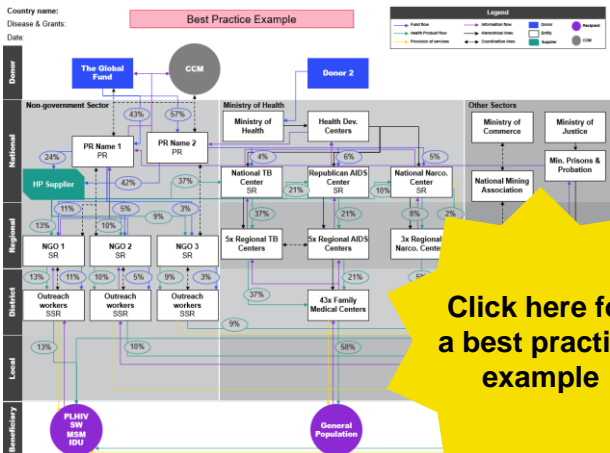 Country name:
Disease & Grants:
Date:
Best Practice Example
Legend
Fund flow
Information flow
Donor
Recipient
Health Product flow
Hierarchical lines
Entity
CCM
Provision of services
Coordination lines
Supplier
Donor
The Global
Fund
CCM
Donor 2
National
Non-government Sector
Ministry of Health
Other Sectors
43%
57%
Ministry of
Health
Health Dev.
Centers
Ministry of
Commerce
Ministry of
Justice
PR Name 1
PR
PR Name 2
PR
24%
4%
6%
5%
Min. Prisons &
Probation
HP Supplier
42%
37%
National TB
Center
SR
21%
Republican AIDS
Center
SR
10%
National Narco.
Center
SR
National Mining
Association
Regional
13%
11%
10%
5%
9%
3%
37%
21%
8%
2%
NGO 1
SR
NGO 2
SR
NGO 3
SR
5x Regional TB
Centers
5x Regional AIDS
Centers
3x Regional
Narco. Center
District
13%
11%
10%
5%
9%
3%
37%
21%
Outreach
workers
SSR
Outreach
workers
SSR
Outreach
workers
SSR
43x Family
Medical Centers
9%
Local
13%
10%
58%
Beneficiary
PLHIV
SW
MSM
IDU
General
Population
Click here fo
a best practi
example